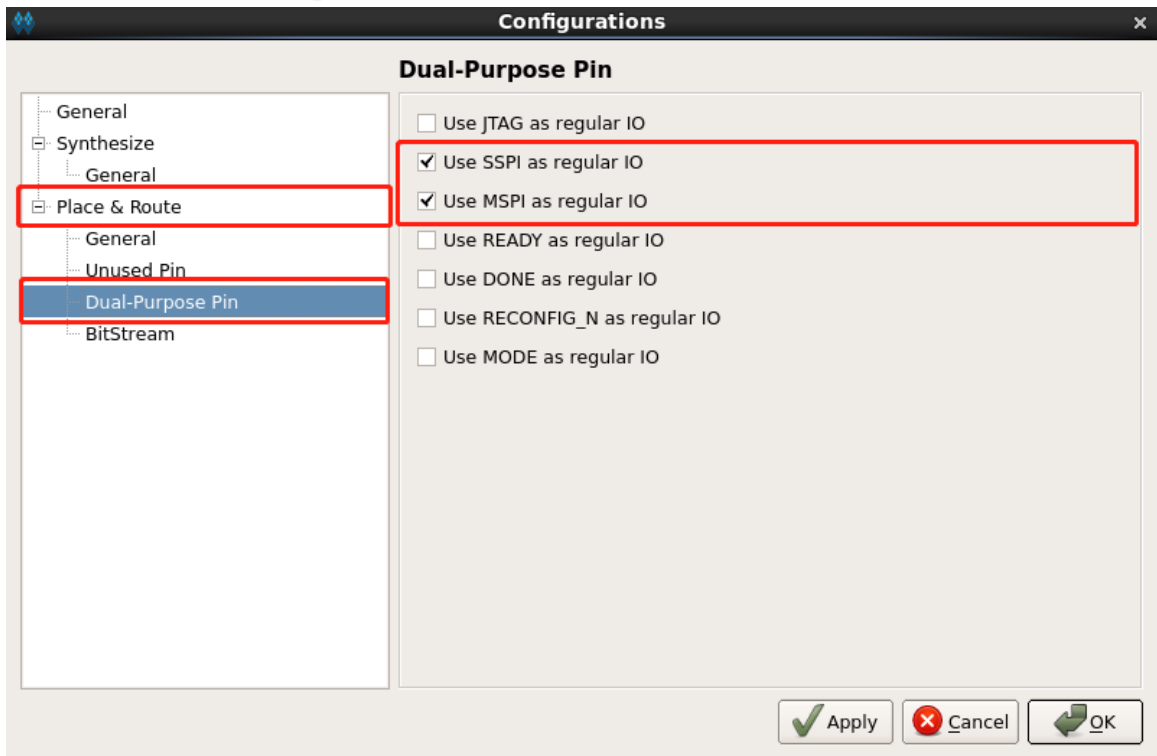 Configurations
Dual-Purpose Pin
General
Synthesize
General
Place & Route
General
Unused Pin
Dual-Purpose Pin
BitStream
Use JTAG as regular IO
Use SSPI as regular IO
Use MSPI as regular IO
Use READY as regular IO
Use DONE as regular IO
Use RECONFIG_N as regular IO
Use MODE as regular IO
Apply
Cancel
OK